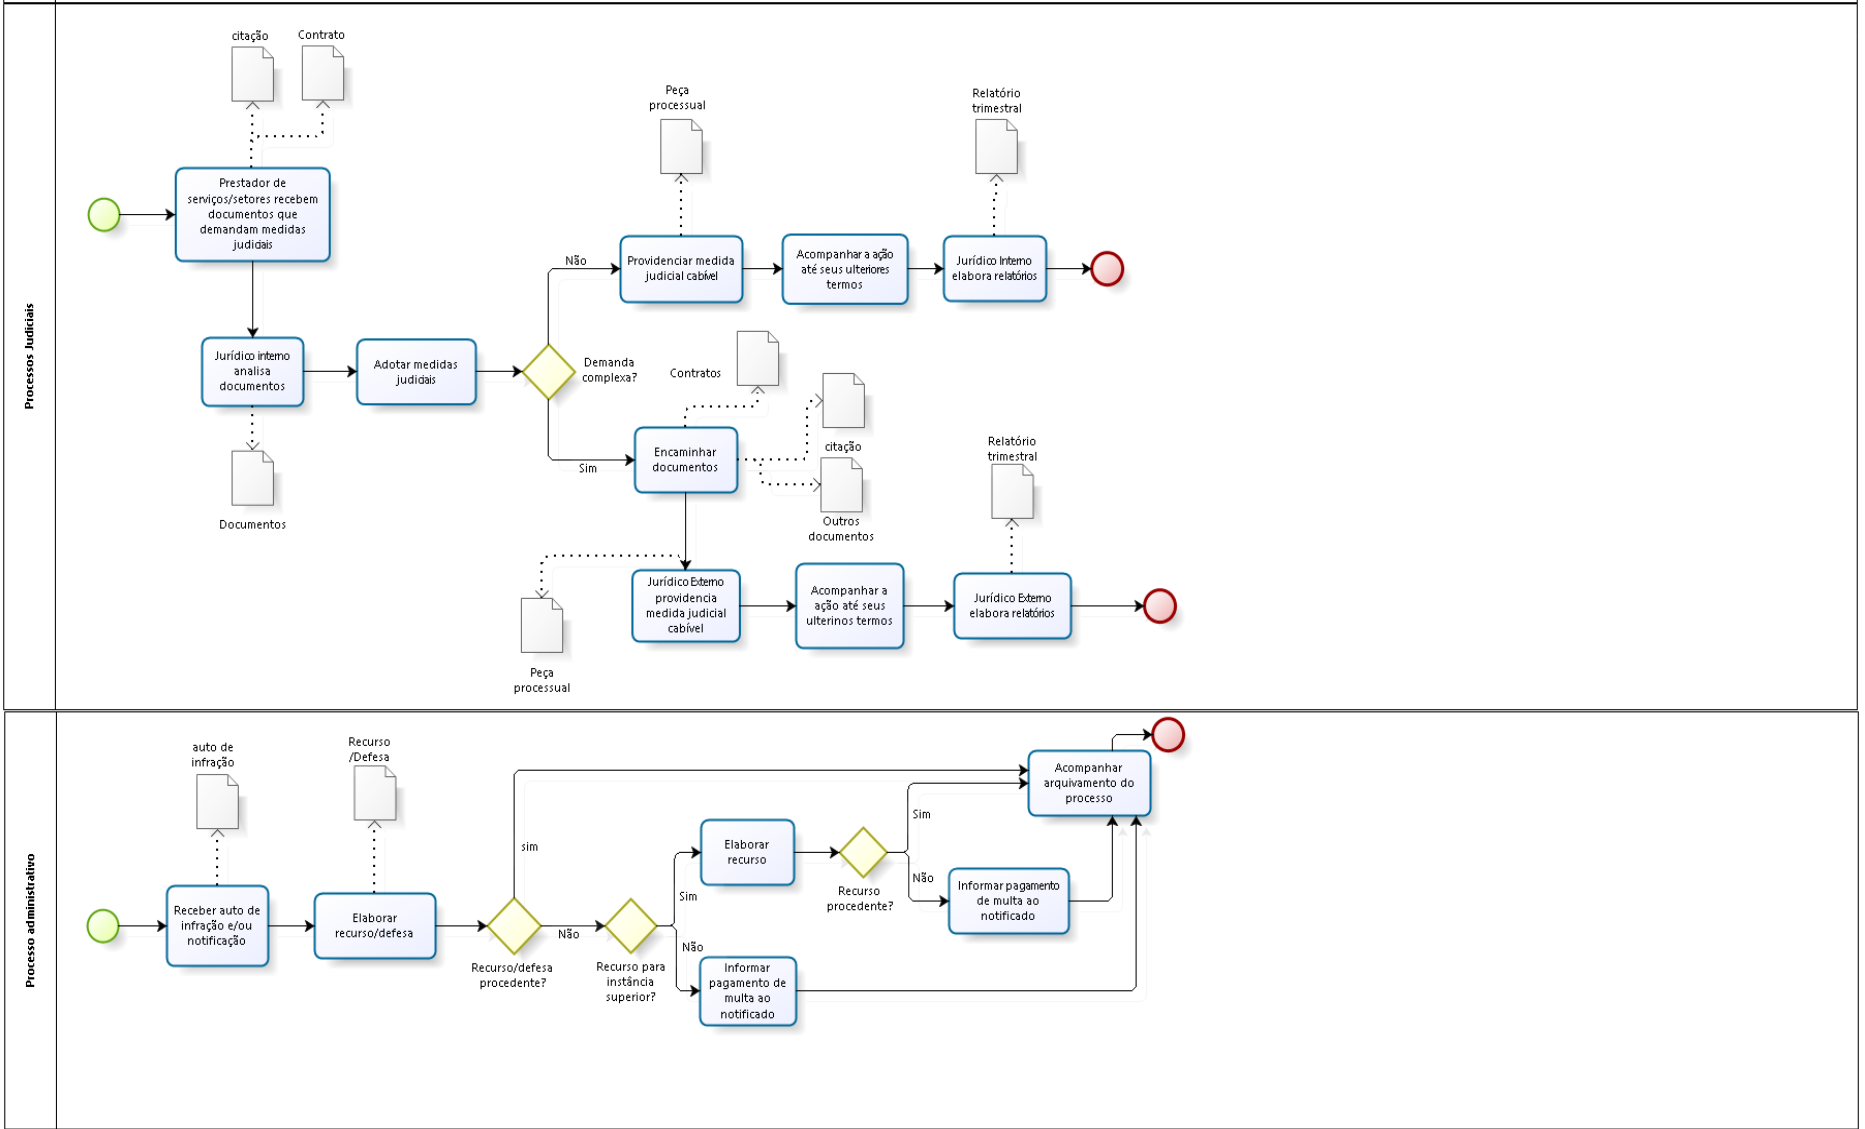 Processos Judiciais
citação
Contrato
Prestador de
serviços/setores recebem
documentos que
demandam medidas
judiciais
Jurídico interno
analisa
documentos
Documentos
Adotar medidas
judiciais
Demanda
complexa?
Não
Peça
processual
Providenciar medida
judicial cabível
Acompanhar a ação
até seus ulteriores
termos
Relatório
trimestral
Jurídico Interno
elabora relatórios
Sim
Contratos
Encaminhar
documentos
citação
Outros
documentos
Peça
processual
Jurídico Externo
providencia
medida judicial
cabível
Acompanhar a
ação até seus
ulterinos termos
Relatório
trimestral
Jurídico Externo
elabora relatórios
Processo administrativo
auto de
infração
Receber auto de
infração e/ou
notificação
Recurso
/Defesa
Elaborar
recurso/defesa
Recurso/defesa
procedente?
sim
Não
Recurso para
instância
superior?
Sim
Elaborar
recurso
Recurso
procedente?
Sim
Não
Informar pagamento
de multa ao
notificado
Não
Informar
pagamento de
multa ao
notificado
Acompanhar
arquivamento do
processo